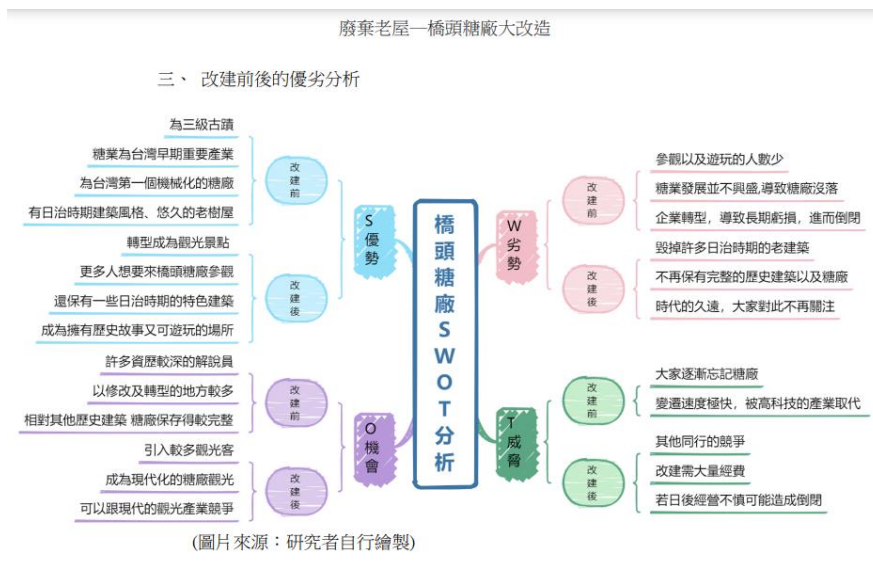 廢棄老屋—橋頭糖廠大改造
三、 改建前後的優劣分析
橋頭糖廠SWOT分析
S優勢
改建前
為三級古蹟
糖業為台灣早期重要產業
為台灣第一個機械化的糖廠
有日治時期建築風格、悠久的老樹屋
改建後
轉型成為觀光景點
更多人想要來橋頭糖廠參觀
還保有一些日治時期的特色建築
成為擁有歷史故事又可遊玩的場所
W劣勢
改建前
參觀以及遊玩的人數少
糖業發展並不興盛,導致糖廠沒落
企業轉型，導致長期虧損，進而倒閉
改建後
毀掉許多日治時期的老建築
不再保有完整的歷史建築以及糖廠
時代的久遠，大家對此不再關注
O機會
改建前
許多資歷較深的解說員
以修改及轉型的地方較多
相對其他歷史建築 糖廠保存得較完整
改建後
引入較多觀光客
成為現代化的糖廠觀光
可以跟現代的觀光產業競爭
T威脅
改建前
大家逐漸忘記糖廠
變遷速度極快，被高科技的產業取代
改建後
其他同行的競爭
改建需大量經費
若日後經營不慎可能造成倒閉
(圖片來源：研究者自行繪製)